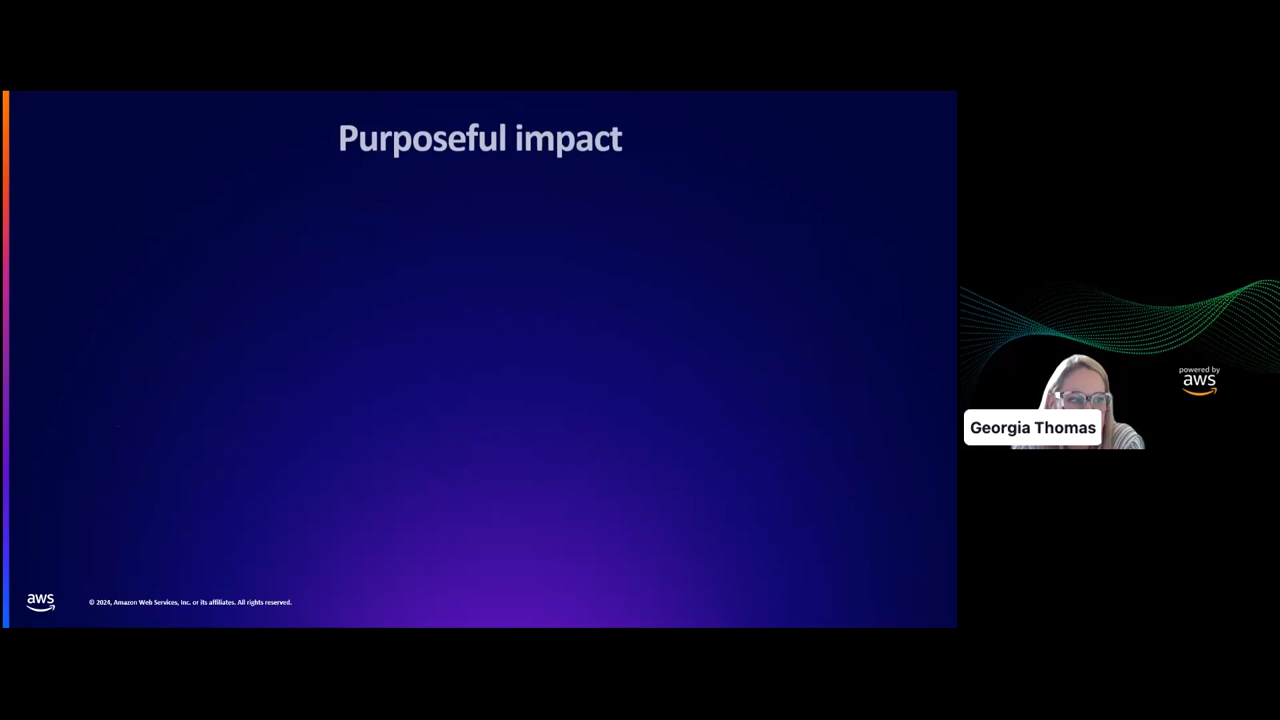 Purposeful impact
powered by
aws
Georgia Thomas
aws
© 2024, Amazon Web Services, Inc. or its affiliates. All rights reserved.